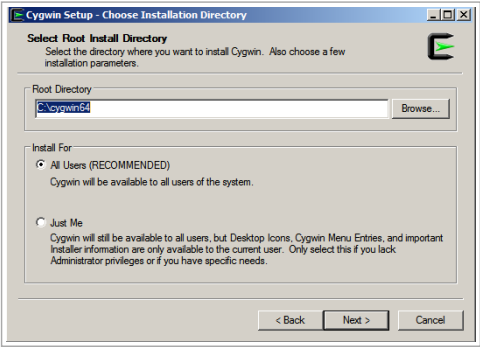 Cygwin Setup - Choose Installation Directory
Select Root Install Directory
Select the directory where you want to install Cygwin. Also choose a few
installation parameters.
Root Directory
C:\cygwin64
Browse...
Install For
All Users (RECOMMENDED)
Cygwin will be available to all users of the system.
Just Me
Cygwin will still be available to all users, but Desktop Icons, Cygwin Menu Entries, and important
Installer information are only available to the current user. Only select this if you lack
Administrator privileges or if you have specific needs.
< Back Next > Cancel